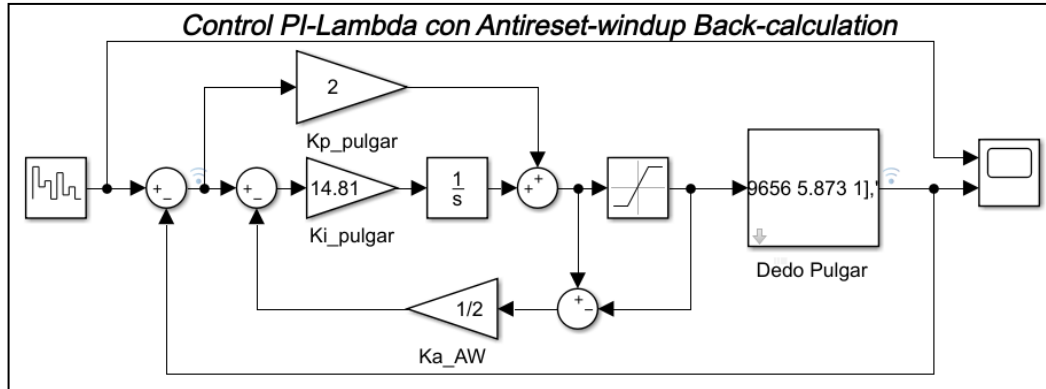 Control PI-Lambda con Antireset-windup Back-calculation
2
Kp_pulgar
14.81
Ki_pulgar
1
s
9656 5.873 1],'
Dedo Pulgar
1/2
Ka_AW